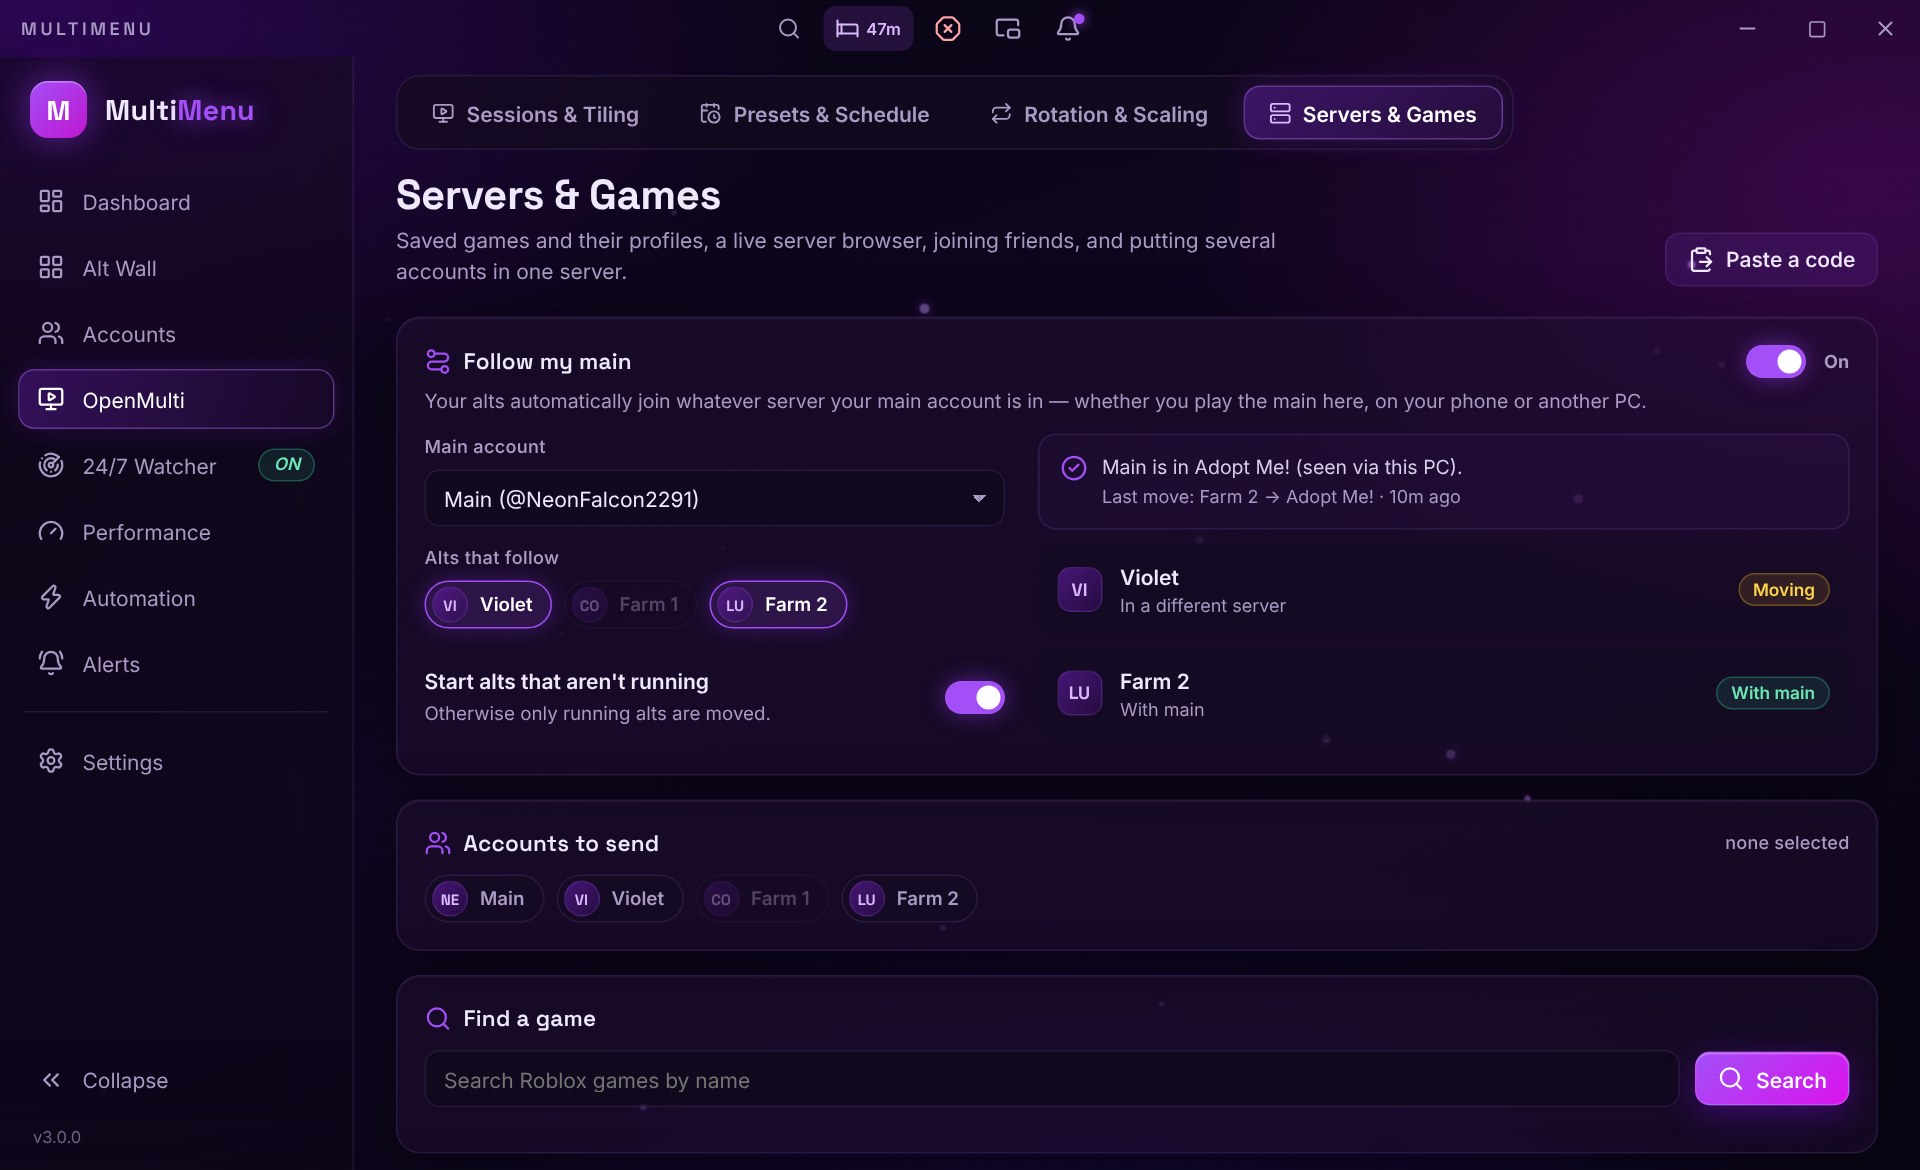 MULTIMENU
47m
M
MultiMenu
Dashboard
Alt Wall
Accounts
OpenMulti
24/7 Watcher
ON
Performance
Automation
Alerts
Settings
Collapse
v3.0.0
Sessions & Tiling
Presets & Schedule
Rotation & Scaling
Servers & Games
Servers & Games
Saved games and their profiles, a live server browser, joining friends, and putting several
accounts in one server.
Paste a code
Follow my main
On
Your alts automatically join whatever server your main account is in — whether you play the main here, on your phone or another PC.
Main account
Main (@NeonFalcon2291)
Alts that follow
VI Violet
CO Farm 1
LU Farm 2
Start alts that aren't running
Otherwise only running alts are moved.
Main is in Adopt Me! (seen via this PC).
Last move: Farm 2 → Adopt Me! · 10m ago
VI
Violet
In a different server
Moving
LU
Farm 2
With main
With main
Accounts to send
none selected
NE Main
VI Violet
CO Farm 1
LU Farm 2
Find a game
Search Roblox games by name
Search